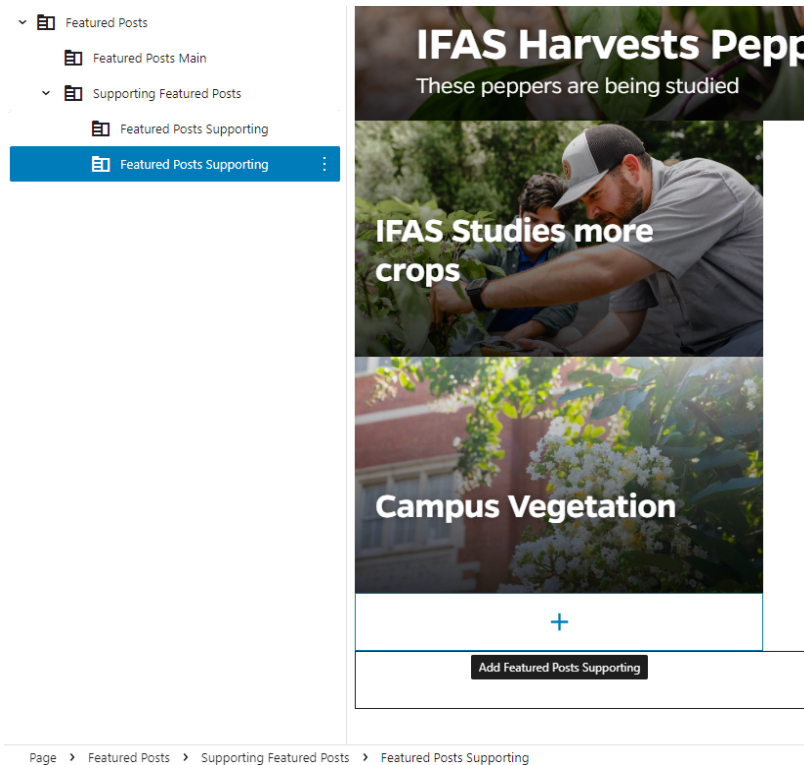 Featured Posts
Featured Posts Main
Supporting Featured Posts
Featured Posts Supporting
Featured Posts Supporting
IFAS Harvests Pepp
These peppers are being studied
IFAS Studies more
crops
Campus Vegetation
Add Featured Posts Supporting
Page > Featured Posts > Supporting Featured Posts > Featured Posts Supporting